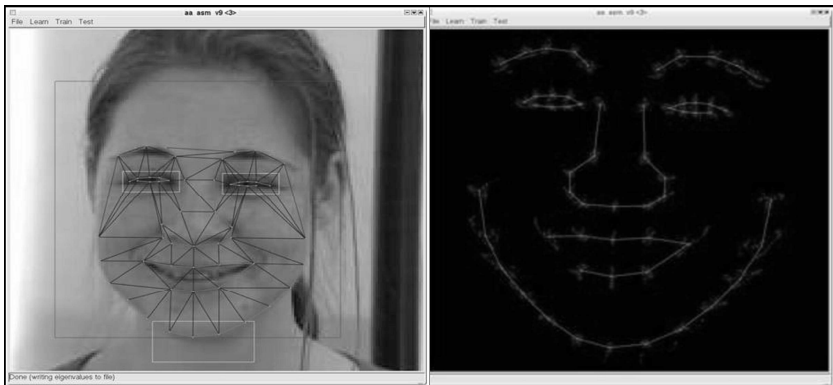 aa asm v9 <3>
File Learn Train Test
Done (writing eigenvalues to file)
aa asm v9 <3>
File Learn Train Test